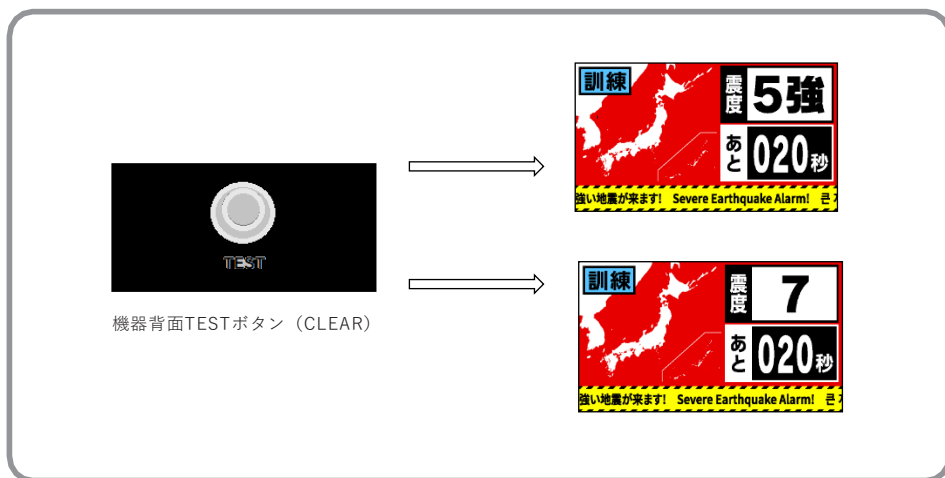 TEST
機器背面TESTボタン（CLEAR）
訓練
震度
5強
あと
020秒
強い地震が来ます! Severe Earthquake Alarm! 큰
訓練
震度
7
あと
020秒
強い地震が来ます! Severe Earthquake Alarm! 큰